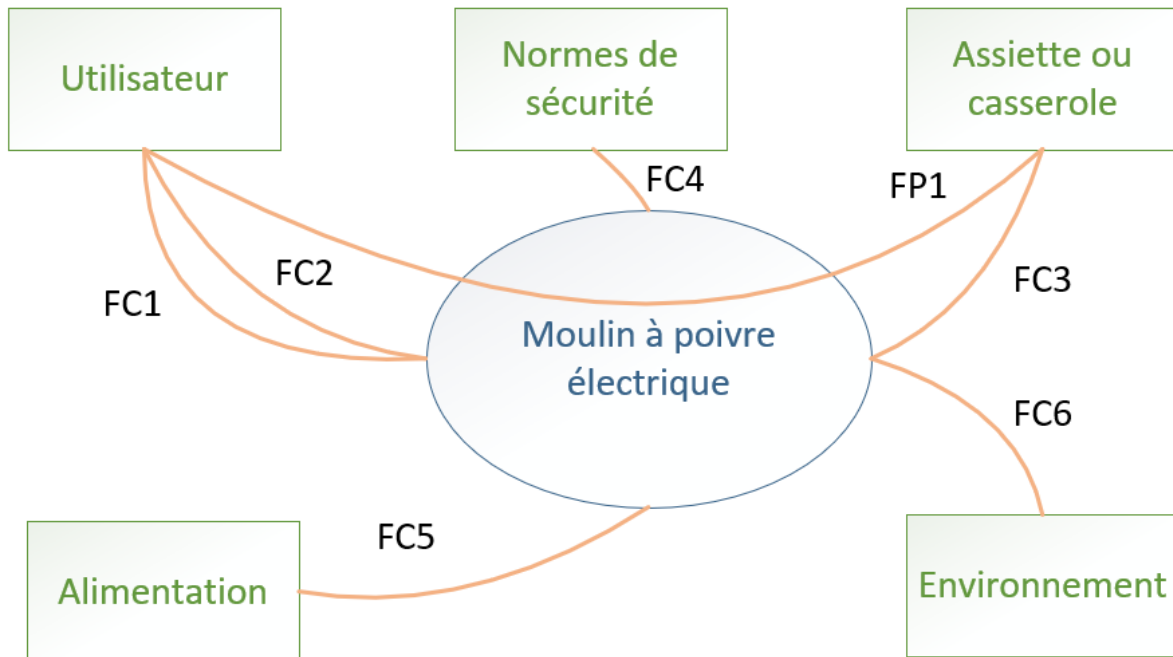 Utilisateur
Normes de
sécurité
Assiette ou
casserole
FC4
FP1
FC2
FC1
FC3
Moulin à poivre
électrique
FC6
FC5
Alimentation
Environnement